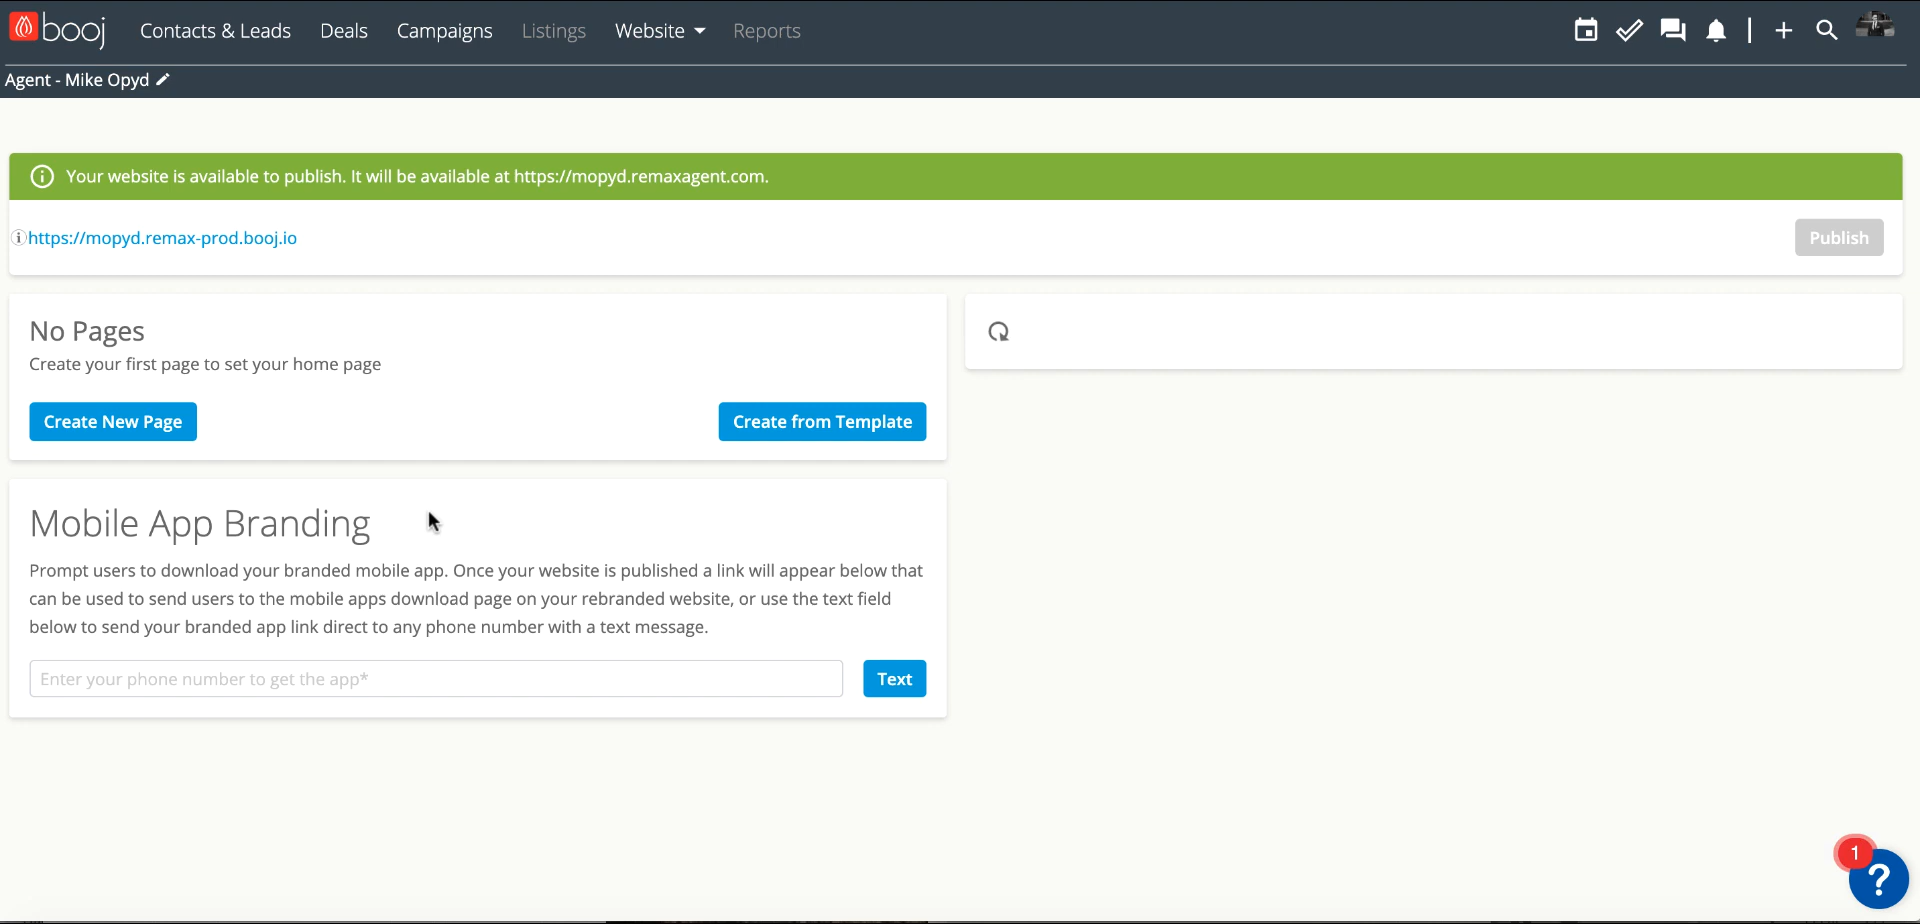 booj Contacts & Leads Deals Campaigns Listings Website Reports
Agent - Mike Opyd
Your website is available to publish. It will be available at https://mopyd.remaxagent.com.
https://mopyd.remax-prod.booj.io
Publish
No Pages
Create your first page to set your home page
Create New Page
Create from Template
Mobile App Branding
Prompt users to download your branded mobile app. Once your website is published a link will appear below that
can be used to send users to the mobile apps download page on your rebranded website, or use the text field
below to send your branded app link direct to any phone number with a text message.
Enter your phone number to get the app*
Text
1
?